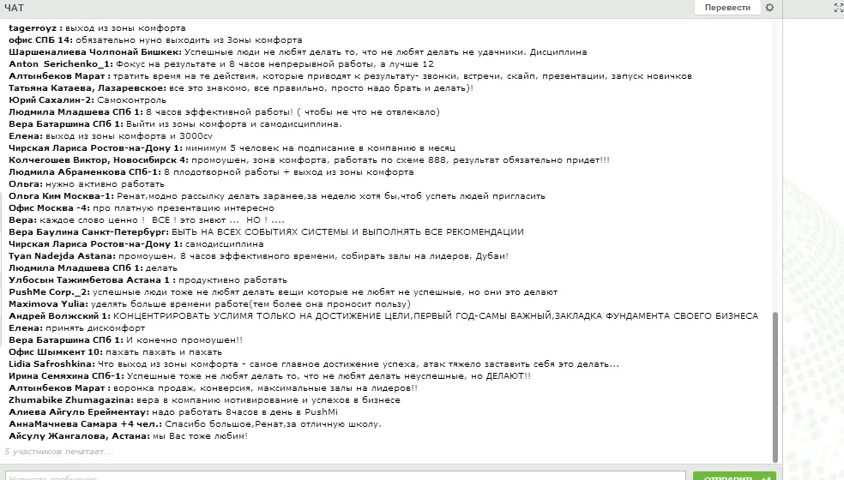 ЧАТ
Перевести
tagerroyz : выход из зоны комфорта
офис СПБ 14: обязательно нуно выходить из Зоны комфорта
Шаршеналиева Чолпонай Бишкек: Успешные люди не любят делать то, что не любят делать не удачники. Дисциплина
Anton Serichenko_1: Фокус на результате и 8 часов непрерывной работы, а лучше 12
Алтынбеков Марат : тратить время на те действия, которые приводят к результату- звонки, встречи, скайп, презентации, запуск новичков
Татьяна Катаева, Лазаревское: все это знакомо, все правильно, просто надо брать и делать)!
Юрий Сахалин-2: Самоконтроль
Людмила Младшева СПб 1: 8 часов эффективной работы! ( чтобы не что не отвлекало)
Вера Батаршина СПб 1: Выйти из зоны комфорта и самодисциплина.
Елена: выход из зоны комфорта и 3000cv
Чирская Лариса Ростов-на-Дону 1: минимум 5 человек на подписание в компанию в месяц
Колчегошев Виктор, Новосибирск 4: промоушен, зона комфорта, работать по схеме 888, результат обязательно придет!!!
Людмила Абраменкова СПб-1: 8 плодотворной работы + выход из зоны комфорта
Ольга: нужно активно работать
Ольга Ким Москва-1: Ренат,модно рассылку делать заранее,за неделю хотя бы,чтоб успеть людей пригласить
Офис Москва -4: про платную презентацию интересно
Вера: каждое слово ценно ! ВСЕ ! это знвют ... НО ! ....
Вера Баулина Санкт-Петербург: БЫТЬ НА ВСЕХ СОБЫТИЯХ СИСТЕМЫ И ВЫПОЛНЯТЬ ВСЕ РЕКОМЕНДАЦИИ
Чирская Лариса Ростов-на-Дону 1: самодисциплина
Tyan Nadejda Astana: промоушен, 8 часов эффективного времени, собирать залы на лидеров, Дубаи!
Людмила Младшева СПб 1: делать
Улбосын Тажимбетова Астана 1 : продуктивно работать
PushMe Corp._2: успешные люди тоже не любят делать вещи которые не любят не успешные, но они это делают
Maximova Yulia: уделять больше времени работе(тем более она проносит пользу)
Андрей Волжский 1: КОНЦЕНТРИРОВАТЬ УСЛИМЯ ТОЛЬКО НА ДОСТИЖЕНИЕ ЦЕЛИ,ПЕРВЫЙ ГОД-САМЫ ВАЖНЫЙ,ЗАКЛАДКА ФУНДАМЕНТА СВОЕГО БИЗНЕСА
Елена: принять дискомфорт
Вера Батаршина СПб 1: И конечно промоушен!!
Офис Шымкент 10: пахать пахать и пахать
Lidia Safroshkina: Что выход из зоны комфорта - самое главное достижение успеха, атак тяжело заставить себя это делать...
Ирина Семяхина СПб-1: Успешные тоже не любят делать то, что не любят делать неуспешные, но ДЕЛАЮТ!!
Алтынбеков Марат : воронка продаж, конверсия, максимальные залы на лидеров!!
Zhumabike Zhumagazina: вера в компанию мотивирование и успехов в бизнесе
Алиева Айгуль Ерейментау: надо работать 8часов в день в PushMi
АннаМачнева Самара +4 чел.: Спасибо большое,Ренат,за отличную школу.
Айсулу Жангалова, Астана: мы Вас тоже любим!
5 участников печатает...